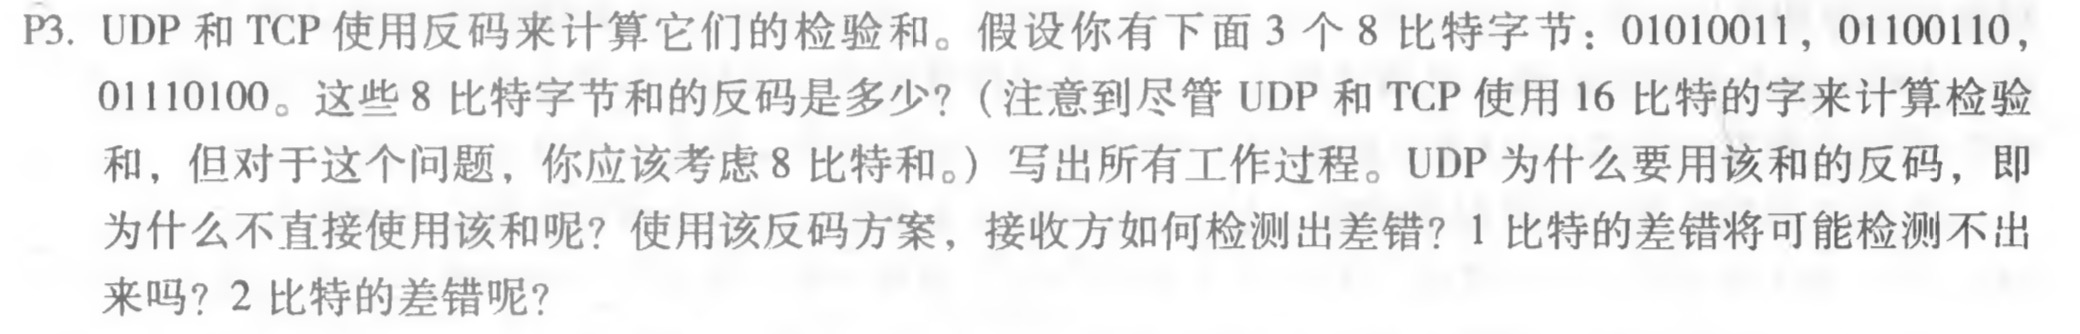 P3. UDP 和 TCP 使用反码来计算它们的检验和。假设你有下面 3 个 8 比特字节：01010011，01100110，
01110100。这些 8 比特字节和的反码是多少？（注意到尽管 UDP 和 TCP 使用 16 比特的字来计算检验
和，但对于这个问题，你应该考虑 8 比特和。）写出所有工作过程。UDP 为什么要用该和的反码，即
为什么不直接使用该和呢？使用该反码方案，接收方如何检测出差错？1 比特的差错将可能检测不出
来吗？2 比特的差错呢？